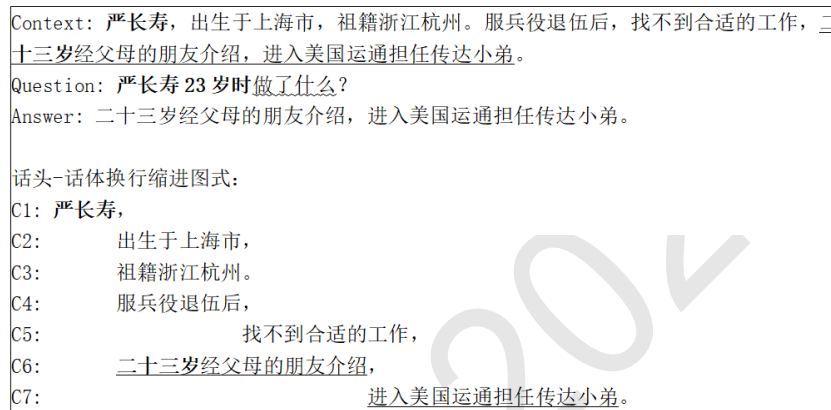 Context: 严长寿，出生于上海市，祖籍浙江杭州。服兵役退伍后，找不到合适的工作，二
十三岁经父母的朋友介绍，进入美国运通担任传达小弟。
Question: 严长寿 23 岁时做了什么？
Answer: 二十三岁经父母的朋友介绍，进入美国运通担任传达小弟。
话头-话体换行缩进图式：
C1: 严长寿，
C2: 出生于上海市，
C3: 祖籍浙江杭州。
C4: 服兵役退伍后，
C5: 找不到合适的工作，
C6: 二十三岁经父母的朋友介绍，
C7: 进入美国运通担任传达小弟。